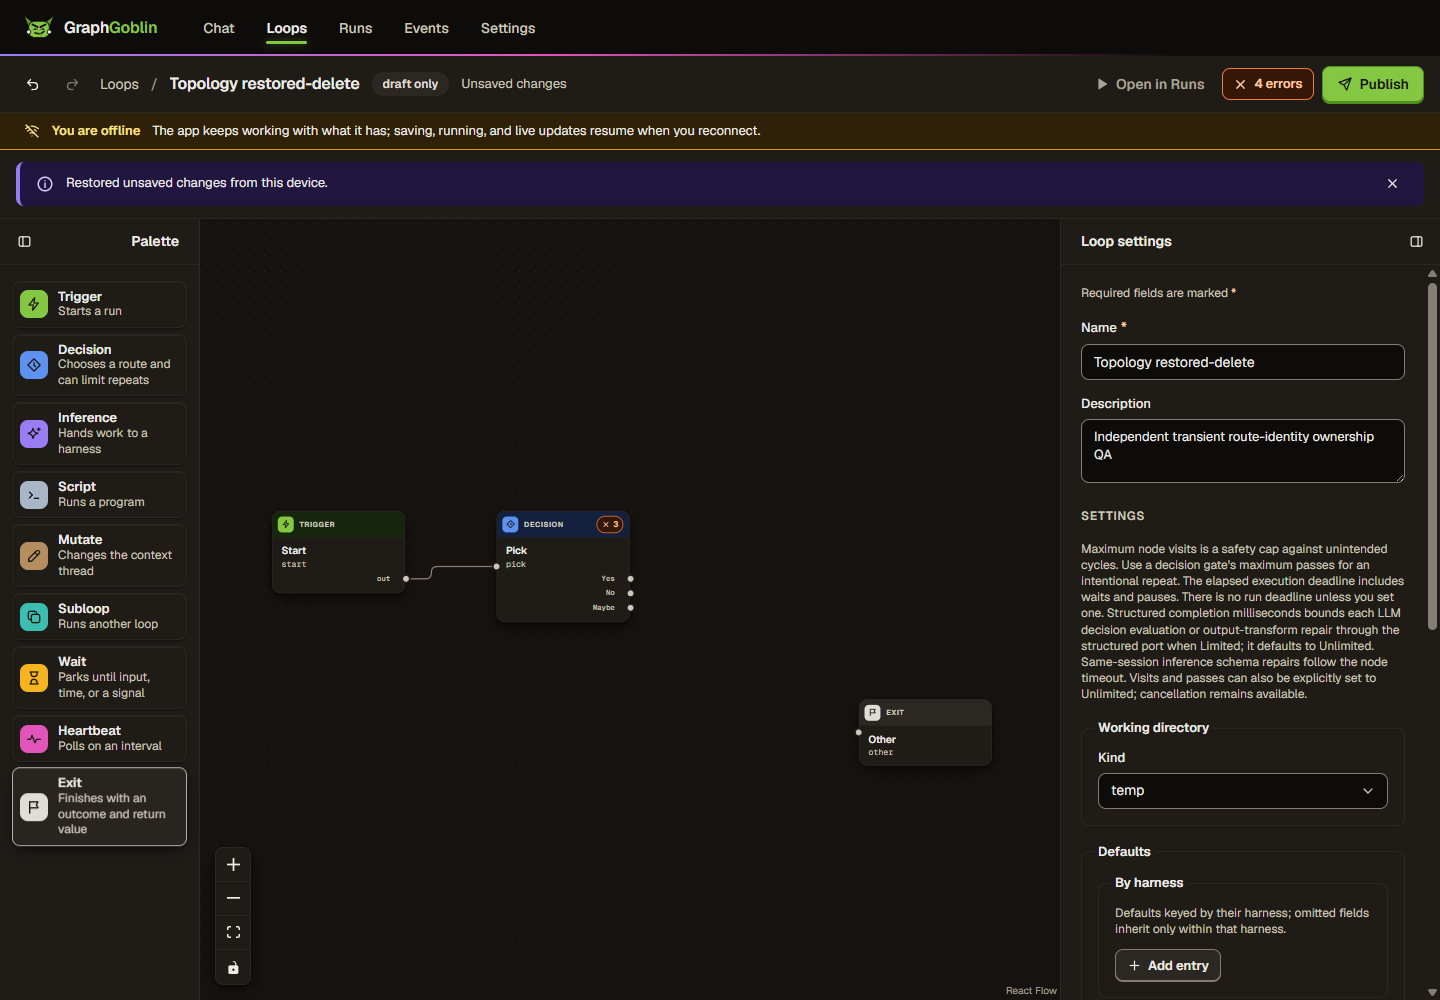 GraphGoblin
Chat
Loops
Runs
Events
Settings
Loops / Topology restored-delete
draft only
Unsaved changes
Open in Runs
4 errors
Publish
You are offline The app keeps working with what it has; saving, running, and live updates resume when you reconnect.
Restored unsaved changes from this device.
Palette
Trigger
Starts a run
Decision
Chooses a route and
can limit repeats
Inference
Hands work to a
harness
Script
Runs a program
Mutate
Changes the context
thread
Subloop
Runs another loop
Wait
Parks until input,
time, or a signal
Heartbeat
Polls on an interval
Exit
Finishes with an
outcome and return
value
TRIGGER
Start
start
out
DECISION
3
Pick
pick
Yes
No
Maybe
EXIT
Other
other
React Flow
Loop settings
Required fields are marked *
Name *
Topology restored-delete
Description
Independent transient route-identity ownership
QA
SETTINGS
Maximum node visits is a safety cap against unintended
cycles. Use a decision gate's maximum passes for an
intentional repeat. The elapsed execution deadline includes
waits and pauses. There is no run deadline unless you set
one. Structured completion milliseconds bounds each LLM
decision evaluation or output-transform repair through the
structured port when Limited; it defaults to Unlimited.
Same-session inference schema repairs follow the node
timeout. Visits and passes can also be explicitly set to
Unlimited; cancellation remains available.
Working directory
Kind
temp
Defaults
By harness
Defaults keyed by their harness; omitted fields
inherit only within that harness.
Add entry